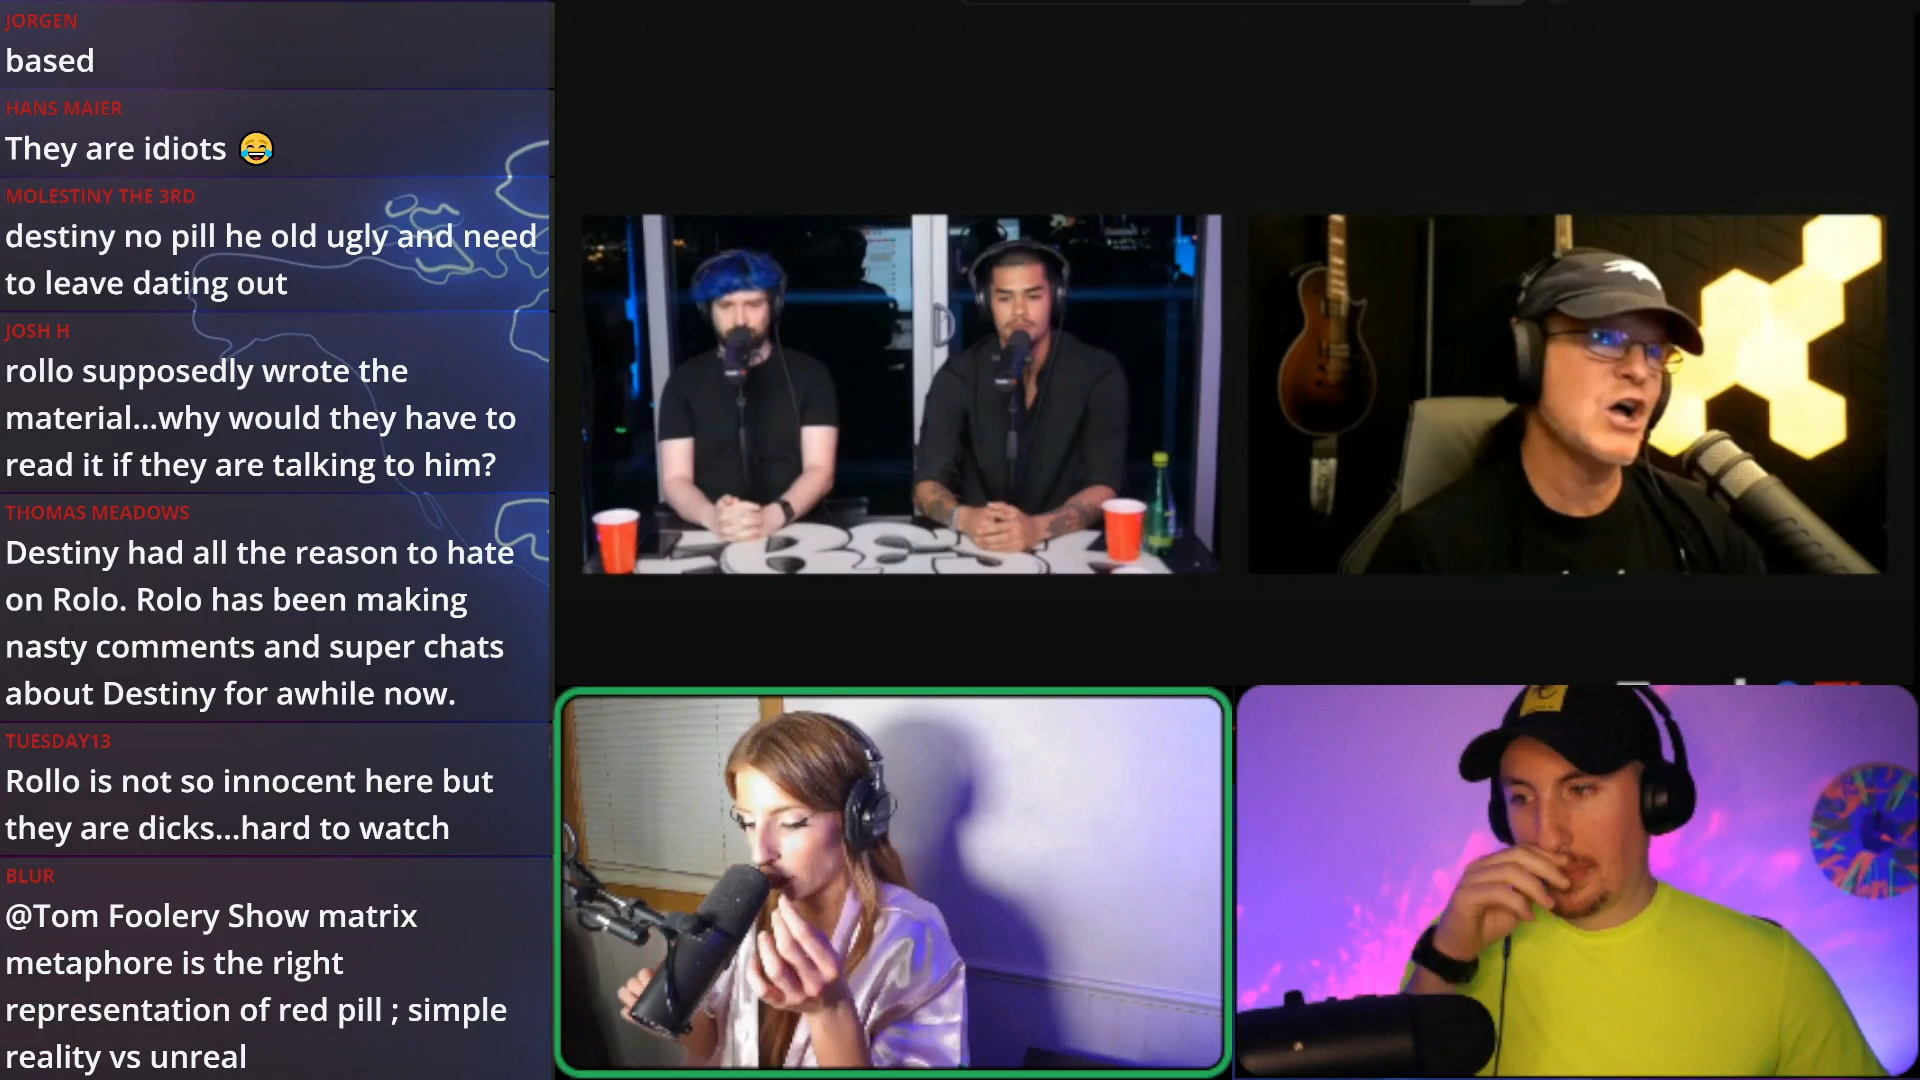 JORGEN
based
HANS MAIER
They are idiots 😂
MOLESTINY THE 3RD
destiny no pill he old ugly and need
to leave dating out
JOSH H
rollo supposedly wrote the
material...why would they have to
read it if they are talking to him?
THOMAS MEADOWS
Destiny had all the reason to hate
on Rolo. Rolo has been making
nasty comments and super chats
about Destiny for awhile now.
TUESDAY13
Rollo is not so innocent here but
they are dicks...hard to watch
BLUR
@Tom Foolery Show matrix
metaphore is the right
representation of red pill ; simple
reality vs unreal